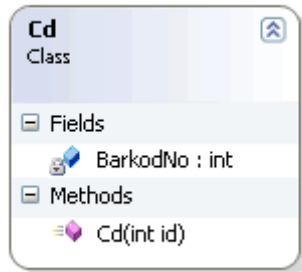 Cd
Class
Fields
BarkodNo : int
Methods
Cd(int id)